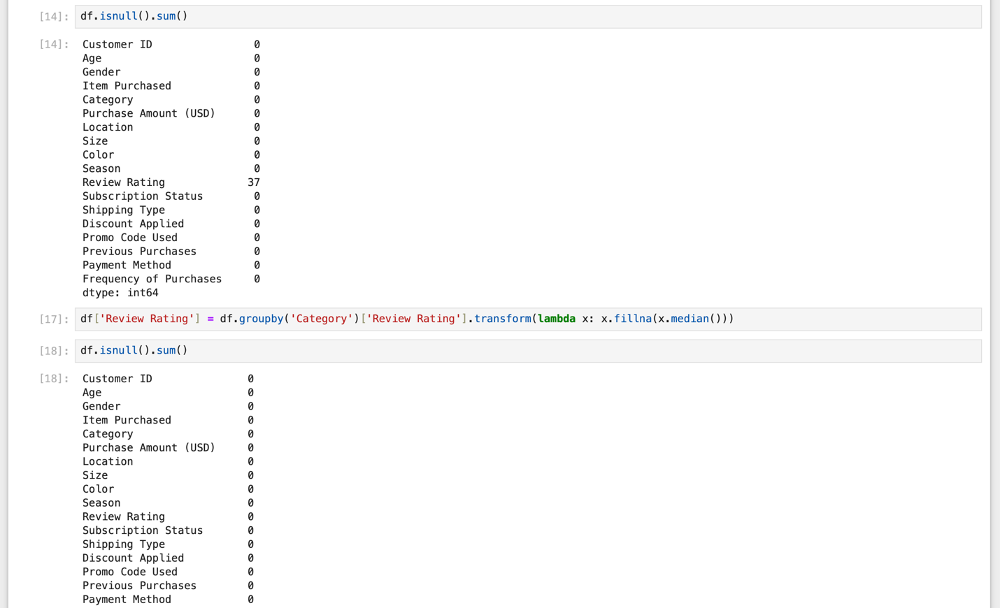 [14]: df.isnull().sum()
[14]: Customer ID 0
Age 0
Gender 0
Item Purchased 0
Category 0
Purchase Amount (USD) 0
Location 0
Size 0
Color 0
Season 0
Review Rating 37
Subscription Status 0
Shipping Type 0
Discount Applied 0
Promo Code Used 0
Previous Purchases 0
Payment Method 0
Frequency of Purchases 0
dtype: int64
[17]: df['Review Rating'] = df.groupby('Category')['Review Rating'].transform(lambda x: x.fillna(x.median()))
[18]: df.isnull().sum()
[18]: Customer ID 0
Age 0
Gender 0
Item Purchased 0
Category 0
Purchase Amount (USD) 0
Location 0
Size 0
Color 0
Season 0
Review Rating 0
Subscription Status 0
Shipping Type 0
Discount Applied 0
Promo Code Used 0
Previous Purchases 0
Payment Method 0